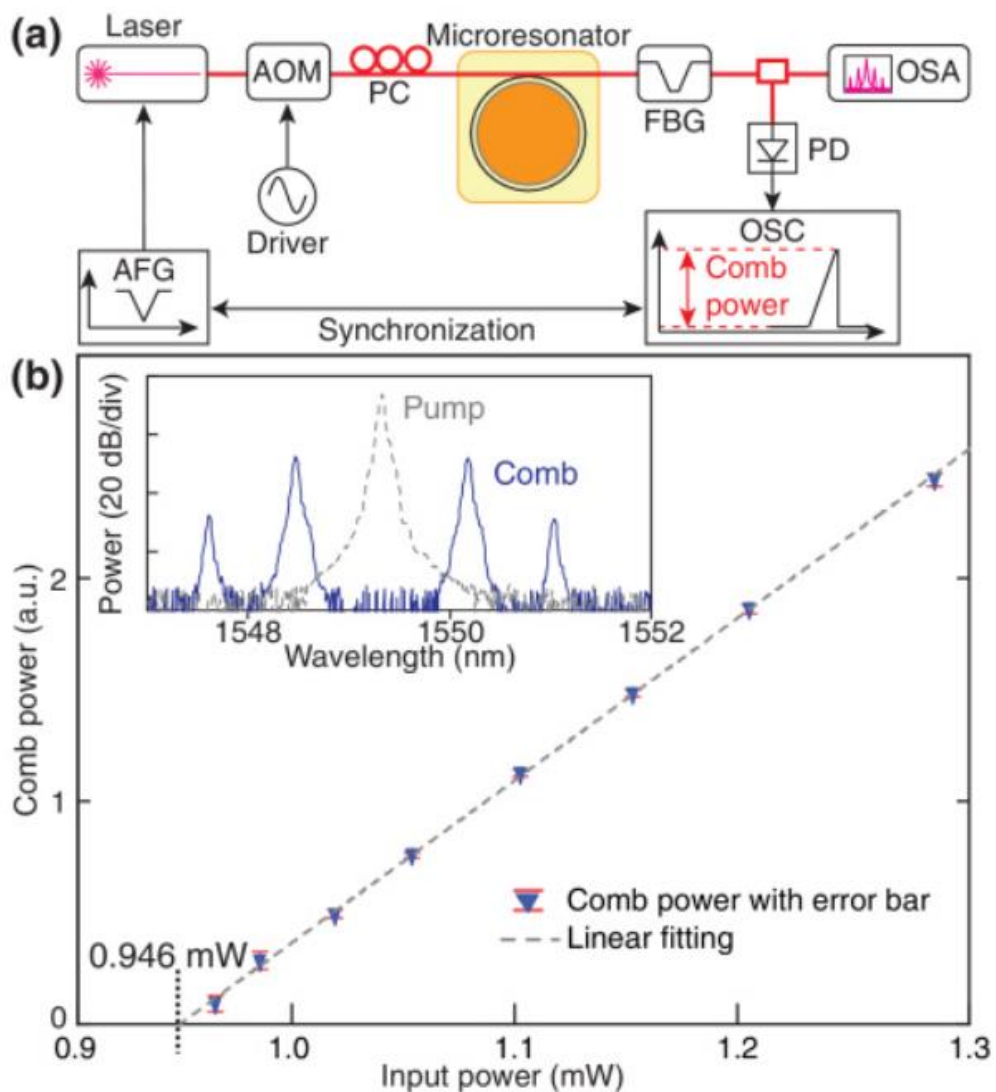 (a)
Laser
AOM
PC
Microresonator
FBG
OSA
PD
Driver
AFG
Synchronization
OSC
Comb
power
(b)
Power (20 dB/div)
Pump
Comb
1548
1550
1552
Wavelength (nm)
Comb power (a.u.)
2
1
0
0.946 mW
Comb power with error bar
Linear fitting
0.9
1.0
1.1
1.2
1.3
Input power (mW)